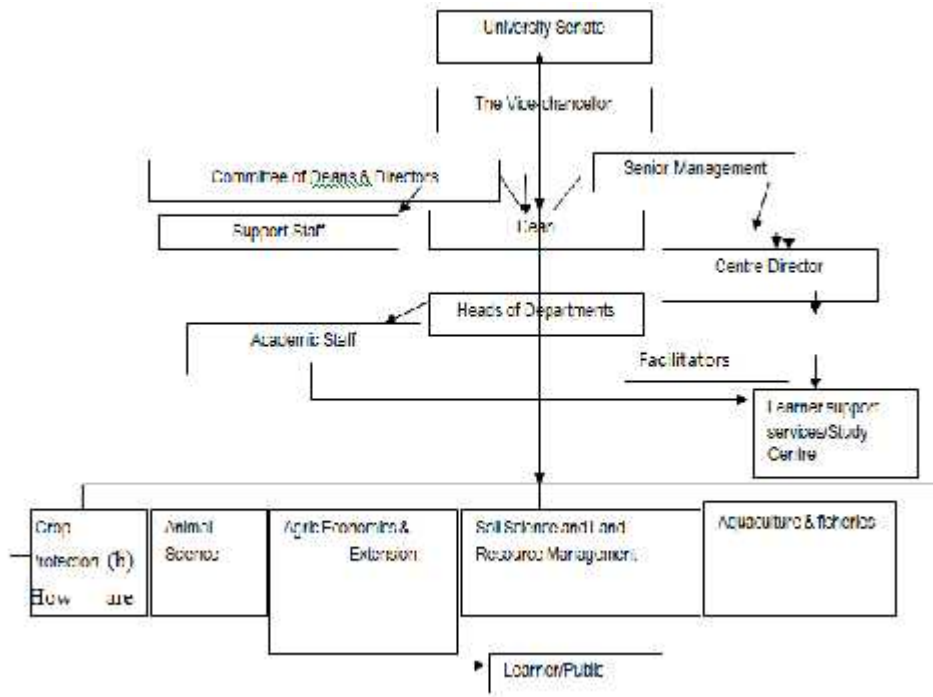 University Senate
The Vice-chancellor
Committee of Deans & Directors
Senior Management
Support Staff
Dean
Centre Director
Heads of Departments
Academic Staff
Facilitators
Learner support
services/Study
Centre
Crop
Protection (b)
How are
Animal
Science
Agric Economics &
Extension
Soil Science and Land
Resource Management
Aquaculture & fisheries
Learner/Public